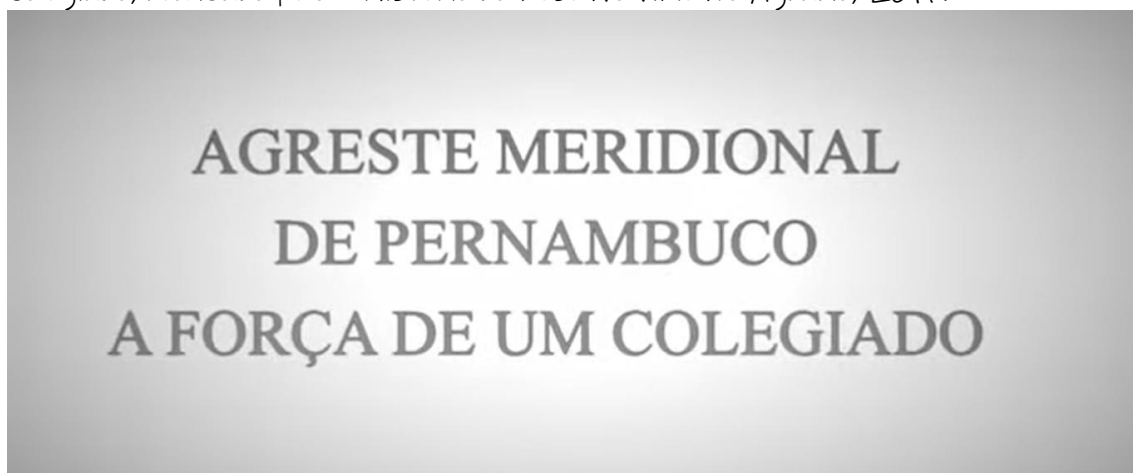 AGRESTE MERIDIONAL
DE PERNAMBUCO
A FORÇA DE UM COLEGIADO